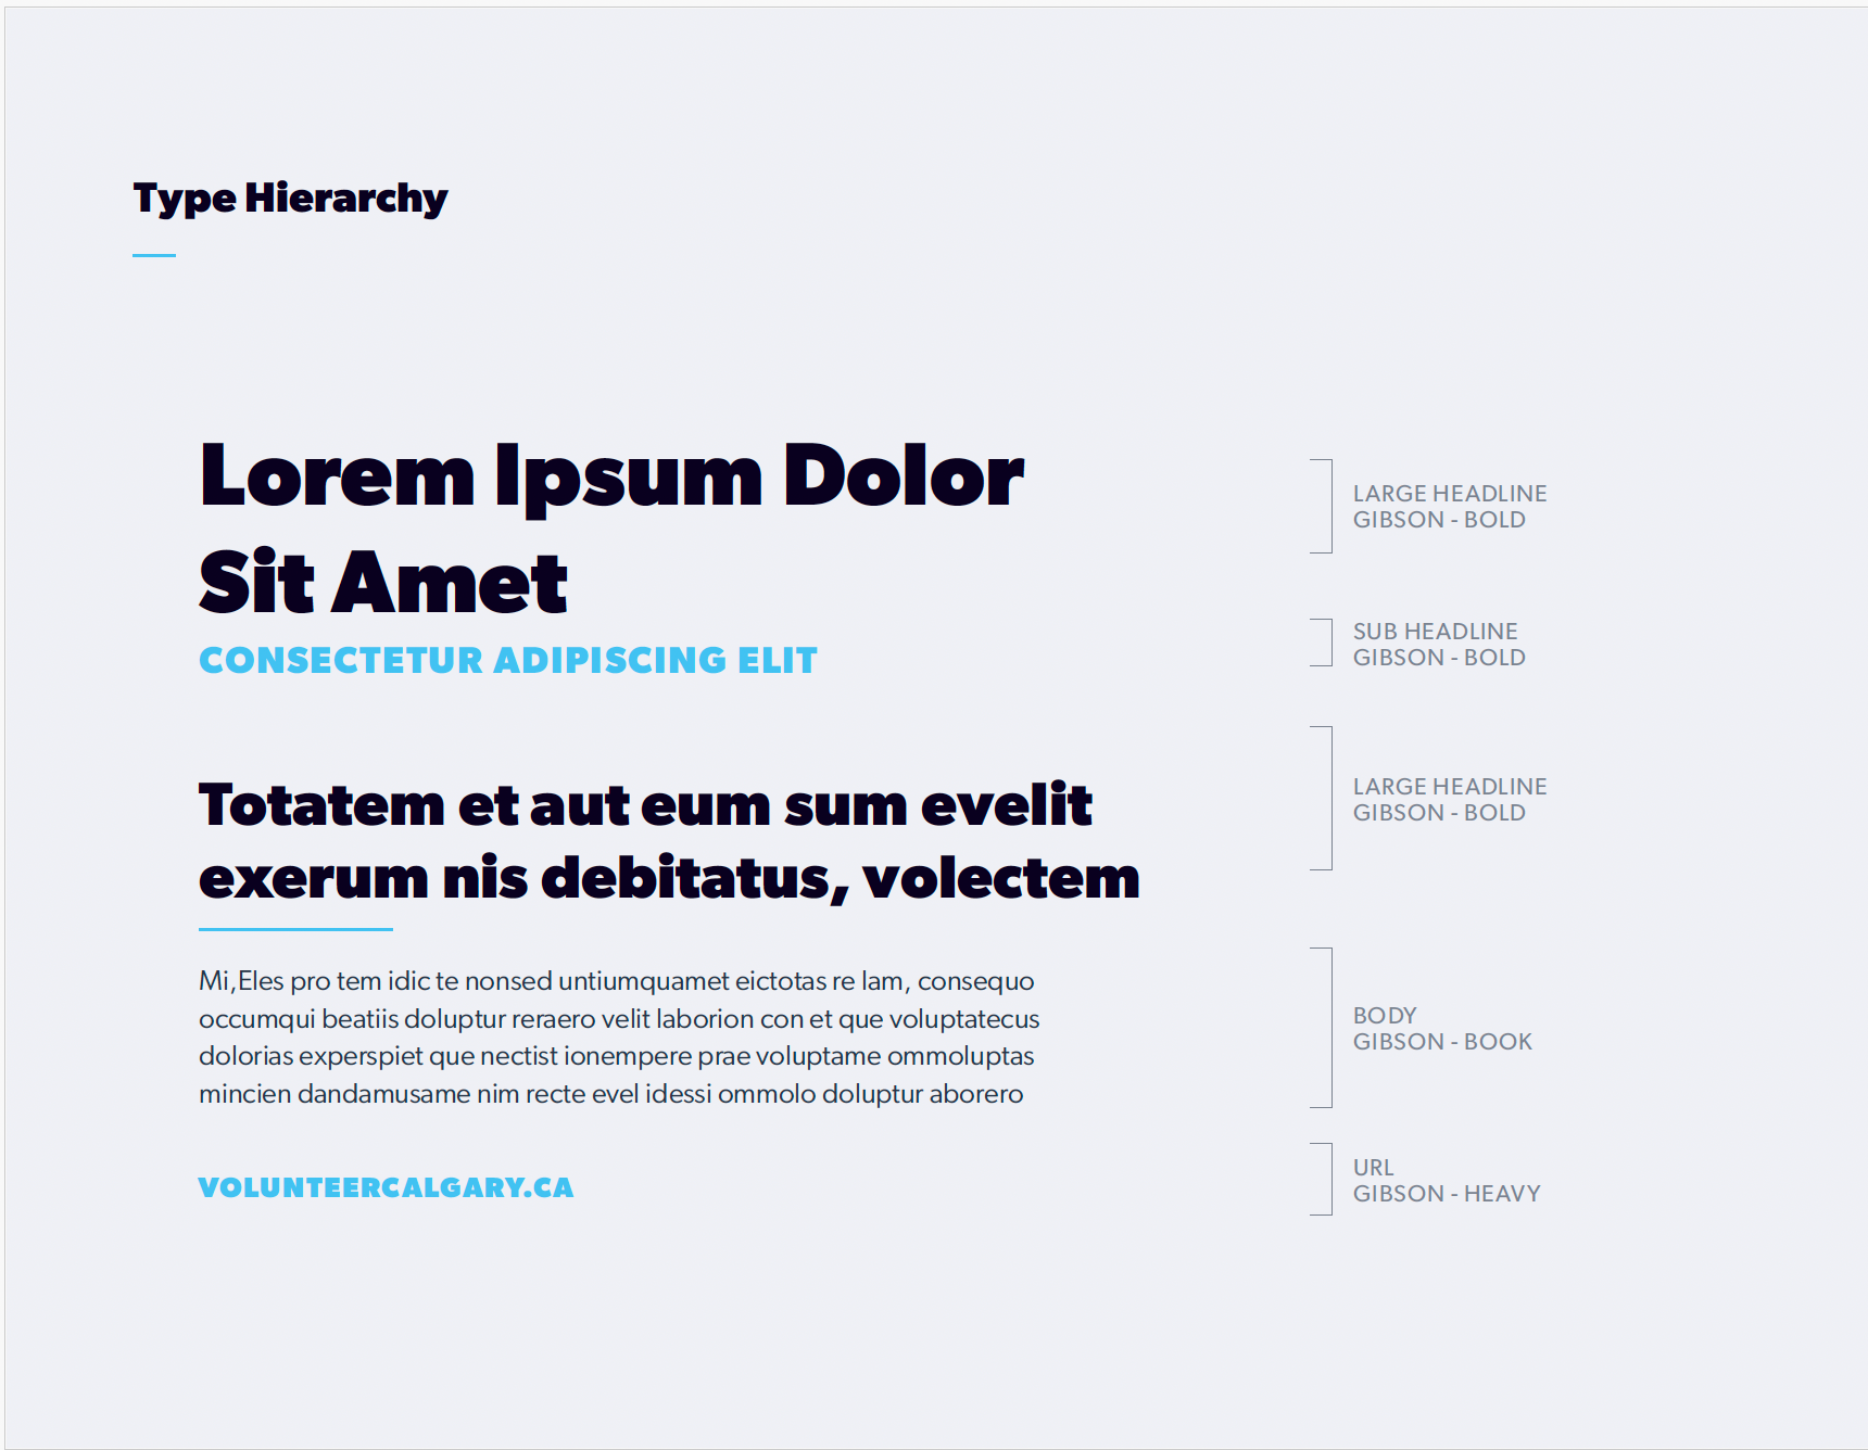 Type Hierarchy
Lorem Ipsum Dolor
Sit Amet
CONSECTETUR ADIPISCING ELIT
Totatem et aut eum sum evelit
exerum nis debitatus, volectem
Mi,Eles pro tem idic te nonsed untiumquamet eictotas re lam, consequo
occumqui beatiis doluptur reraero velit laborion con et que voluptatecus
dolorias experspiet que nectist ionempere prae voluptame ommoluptas
mincien dandamusame nim recte evel idessi ommolo doluptur aborero
VOLUNTEERCALGARY.CA
LARGE HEADLINE
GIBSON - BOLD
SUB HEADLINE
GIBSON - BOLD
LARGE HEADLINE
GIBSON - BOLD
BODY
GIBSON - BOOK
URL
GIBSON - HEAVY